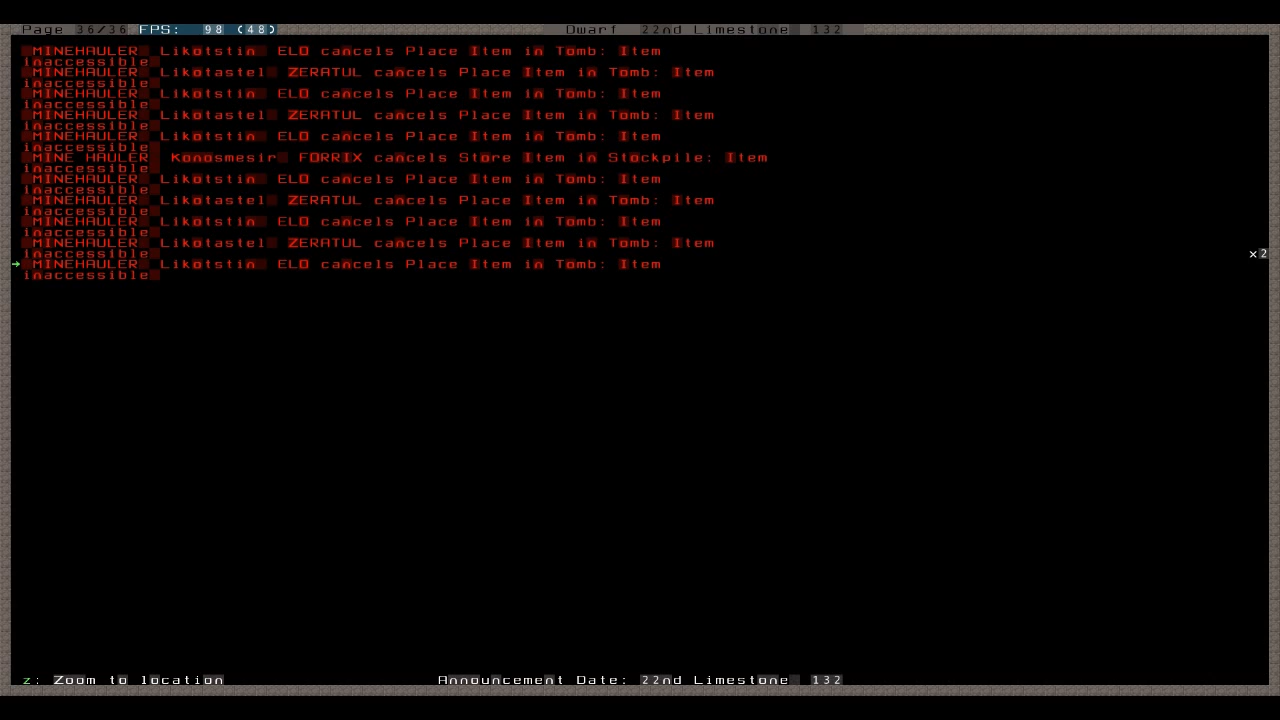 Page 36/36 FPS: 98 (48) Dwarf 22nd Limestone 132
MINEHAULER Likotstin ELO cancels Place Item in Tomb: Item
inaccessible
MINEHAULER Likotastel ZERATUL cancels Place Item in Tomb: Item
inaccessible
MINEHAULER Likotstin ELO cancels Place Item in Tomb: Item
inaccessible
MINEHAULER Likotastel ZERATUL cancels Place Item in Tomb: Item
inaccessible
MINEHAULER Likotstin ELO cancels Place Item in Tomb: Item
inaccessible
MINE HAULER Konosmesir FORRIX cancels Store Item in Stockpile: Item
inaccessible
MINEHAULER Likotstin ELO cancels Place Item in Tomb: Item
inaccessible
MINEHAULER Likotastel ZERATUL cancels Place Item in Tomb: Item
inaccessible
MINEHAULER Likotstin ELO cancels Place Item in Tomb: Item
inaccessible
MINEHAULER Likotastel ZERATUL cancels Place Item in Tomb: Item
inaccessible ×2
MINEHAULER Likotstin ELO cancels Place Item in Tomb: Item
inaccessible
z: Zoom to location Announcement Date: 22nd Limestone 132